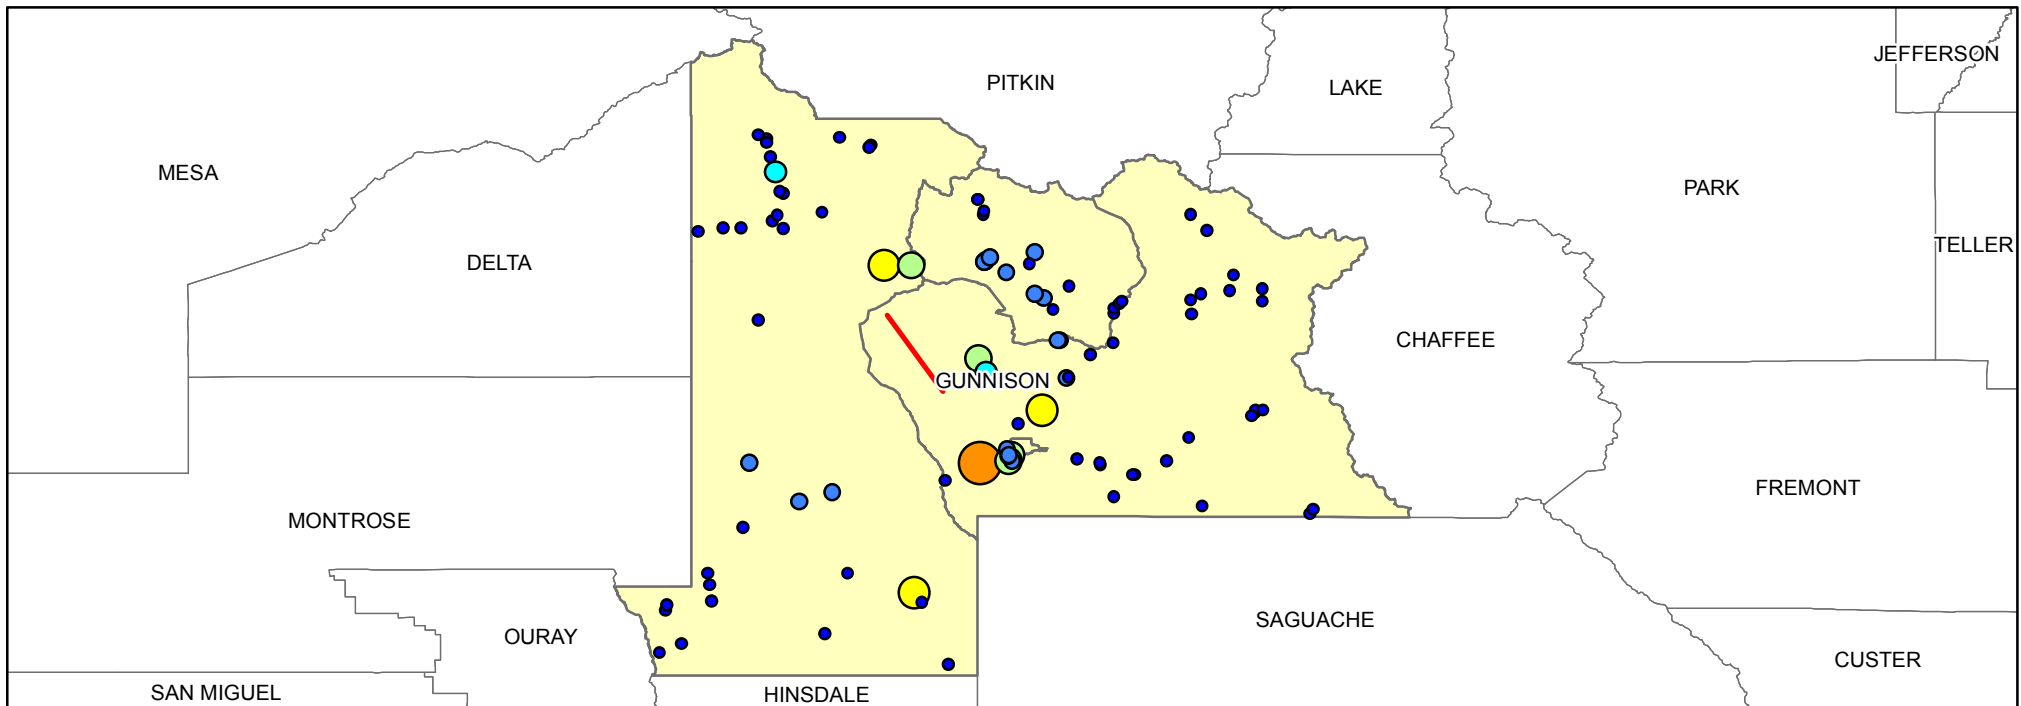 JEFFERSON
PITKIN
LAKE
MESA
PARK
TELLER
DELTA
CHAFFEE
GUNNISON
FREMONT
MONTROSE
SAGUACHE
OURAY
CUSTER
SAN MIGUEL
HINSDALE